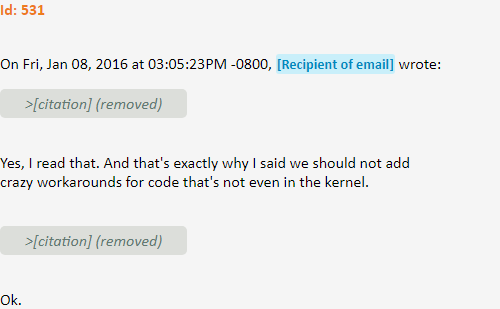 Id: 531
On Fri, Jan 08, 2016 at 03:05:23PM -0800, [Recipient of email] wrote:
>[citation] (removed)
Yes, I read that. And that's exactly why I said we should not add
crazy workarounds for code that's not even in the kernel.
>[citation] (removed)
Ok.